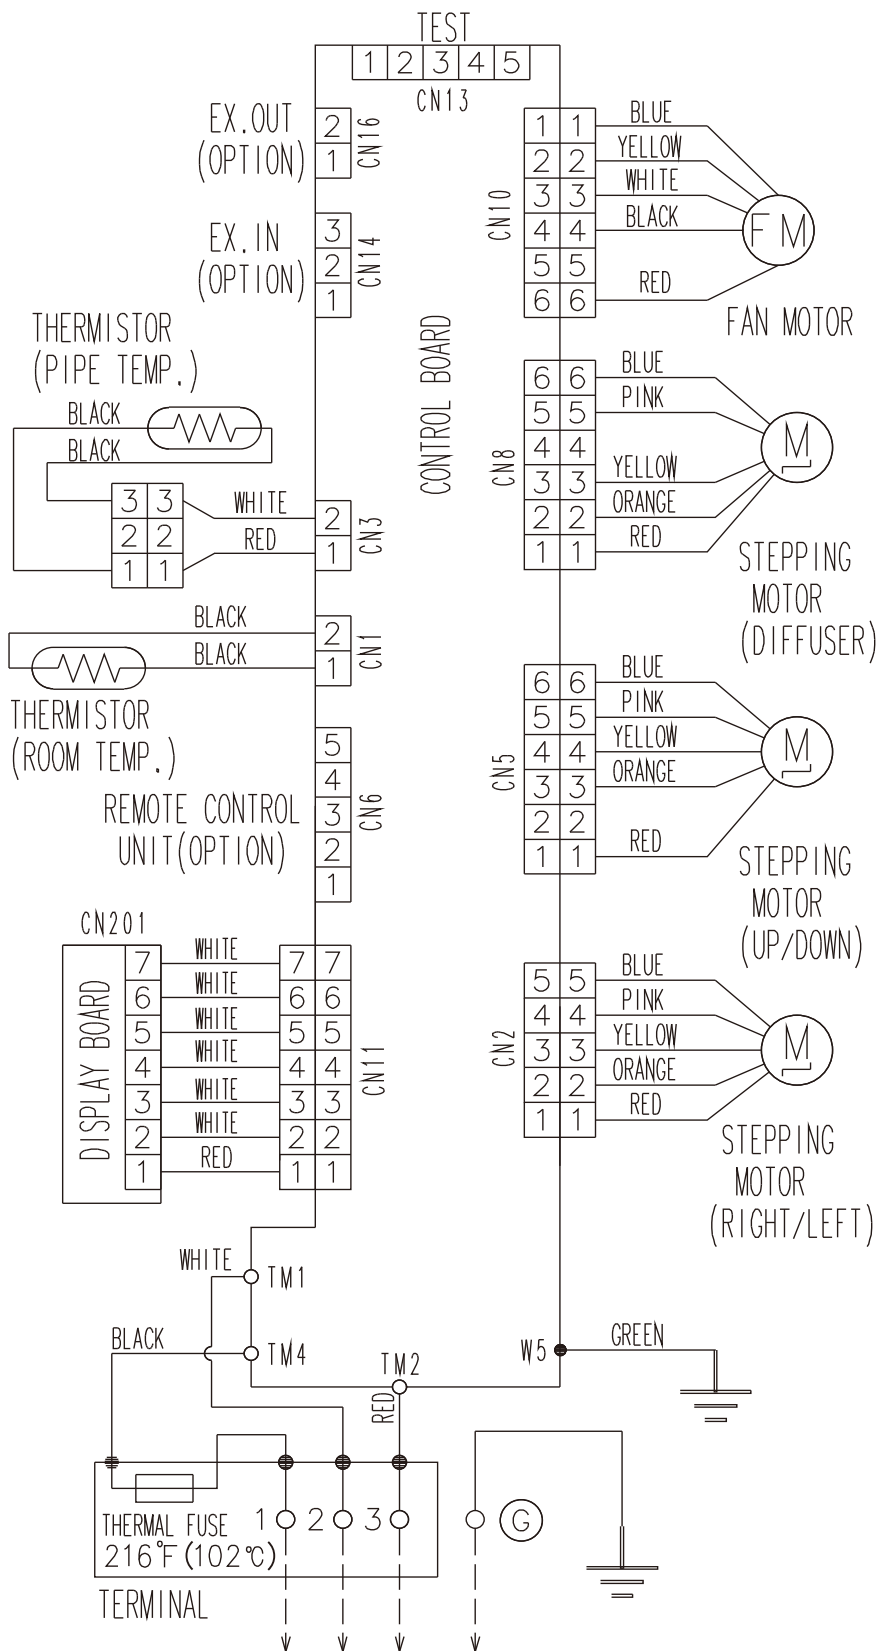 TEST
1 2 3 4 5
CN13
EX.OUT
(OPTION)
2
1
CN16
EX.IN
(OPTION)
3
2
1
CN14
CONTROL BOARD
CN10
1 1 BLUE
2 2 YELLOW
3 3 WHITE
4 4 BLACK
5 5
6 6 RED
FM
FAN MOTOR
THERMISTOR
(PIPE TEMP.)
BLACK
BLACK
3 3 WHITE
2 2
1 1 RED
2
1
CN3
CN8
6 6 BLUE
5 5 PINK
4 4
3 3 YELLOW
2 2 ORANGE
1 1 RED
M
STEPPING
MOTOR
(DIFFUSER)
BLACK
BLACK
2
1
CN1
THERMISTOR
(ROOM TEMP.)
CN5
6 6 BLUE
5 5 PINK
4 4 YELLOW
3 3 ORANGE
2 2
1 1 RED
M
STEPPING
MOTOR
(UP/DOWN)
REMOTE CONTROL
UNIT(OPTION)
5
4
3
2
1
CN6
CN201
DISPLAY BOARD
7 WHITE 7 7
6 WHITE 6 6
5 WHITE 5 5
4 WHITE 4 4
3 WHITE 3 3
2 WHITE 2 2
1 RED 1 1
CN11
CN2
5 5 BLUE
4 4 PINK
3 3 YELLOW
2 2 ORANGE
1 1 RED
M
STEPPING
MOTOR
(RIGHT/LEFT)
WHITE TM1
BLACK TM4
TM2
RED
W5 GREEN
THERMAL FUSE
216°F(102°C)
1 2 3 G
TERMINAL